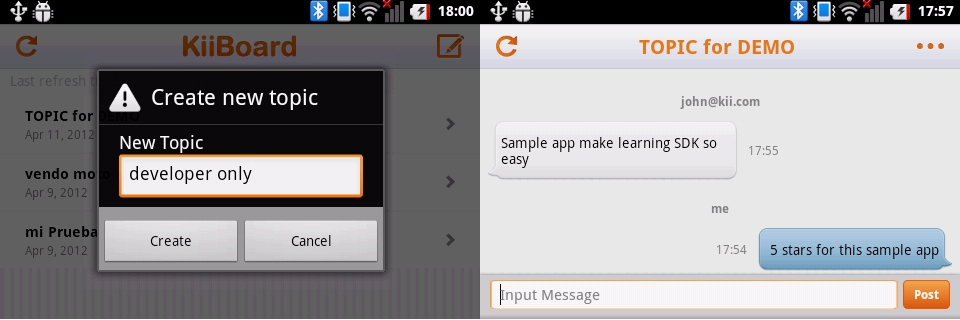 18:00
KiiBoard
Last refresh t
Create new topic
TOPIC for DEMO
Apr 11, 2012
New Topic
developer only
vendo mo
Apr 9, 2012
mi Prueba
Apr 9, 2012
Create
Cancel
17:57
TOPIC for DEMO
john@kii.com
Sample app make learning SDK so
easy
17:55
me
17:54
5 stars for this sample app
Input Message
Post